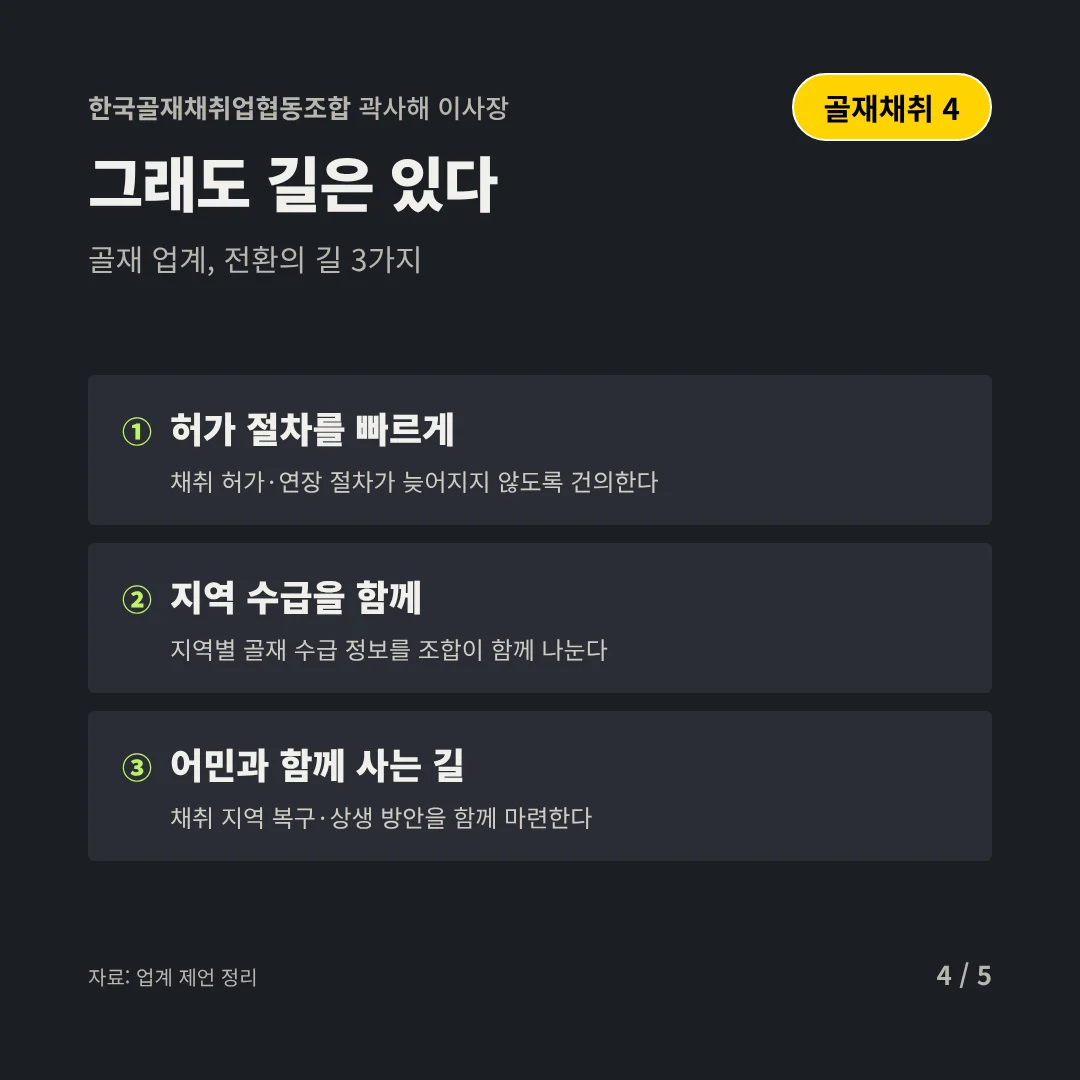 한국골재채취업협동조합 곽사해 이사장
골재채취 4
그래도 길은 있다
골재 업계, 전환의 길 3가지
① 허가 절차를 빠르게
채취 허가·연장 절차가 늦어지지 않도록 건의한다
② 지역 수급을 함께
지역별 골재 수급 정보를 조합이 함께 나눈다
③ 어민과 함께 사는 길
채취 지역 복구·상생 방안을 함께 마련한다
자료: 업계 제언 정리
4 / 5